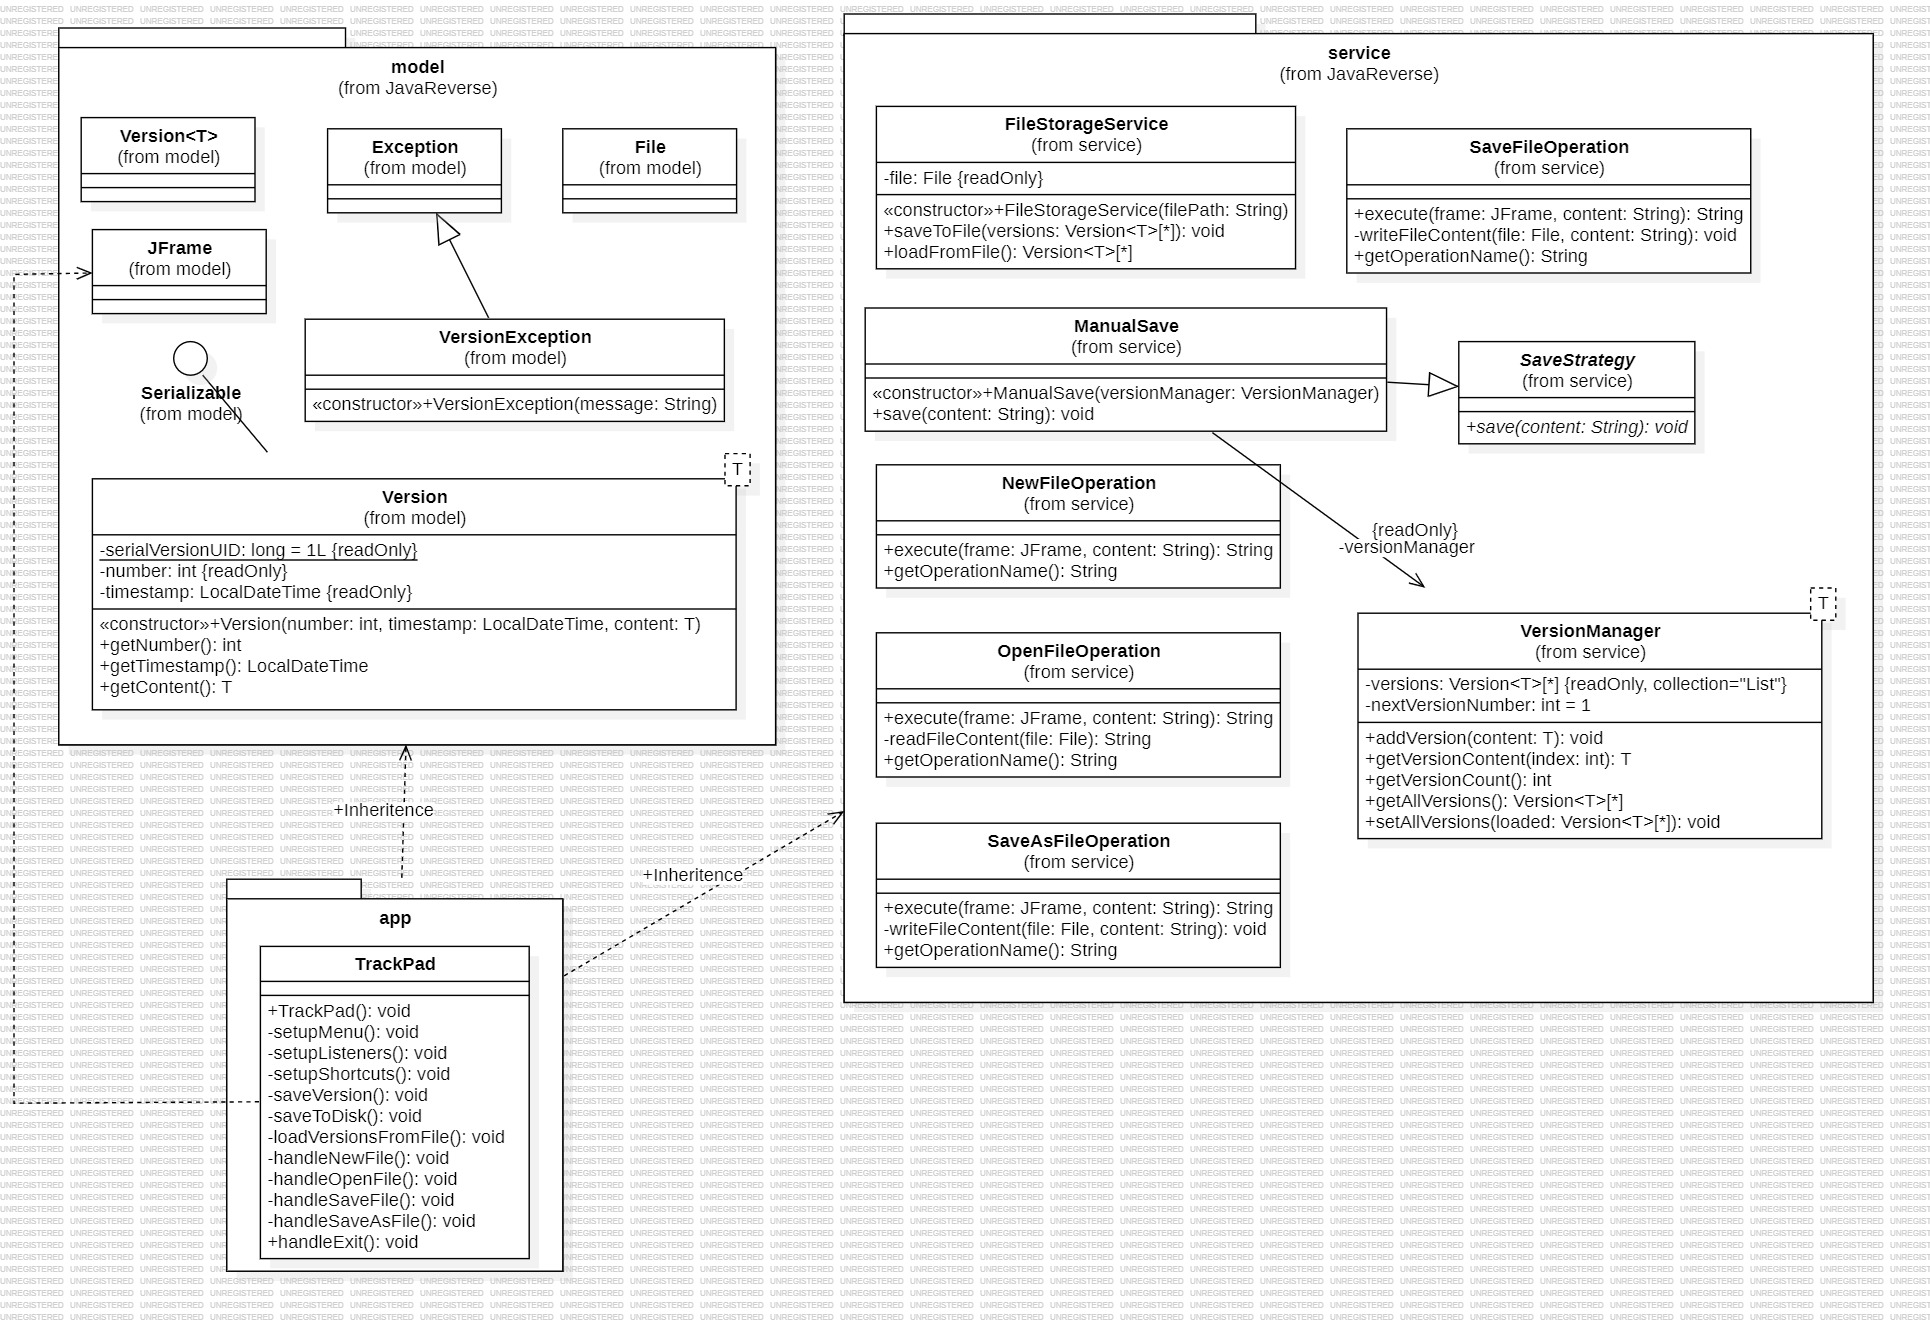 model
(from JavaReverse)
Version<T>
(from model)
Exception
(from model)
File
(from model)
JFrame
(from model)
Serializable
(from model)
VersionException
(from model)
«constructor»+VersionException(message: String)
T
Version
(from model)
-serialVersionUID: long = 1L {readOnly}
-number: int {readOnly}
-timestamp: LocalDateTime {readOnly}
«constructor»+Version(number: int, timestamp: LocalDateTime, content: T)
+getNumber(): int
+getTimestamp(): LocalDateTime
+getContent(): T
+Inheritence
+Inheritence
app
TrackPad
+TrackPad(): void
-setupMenu(): void
-setupListeners(): void
-setupShortcuts(): void
-saveVersion(): void
-saveToDisk(): void
-loadVersionsFromFile(): void
-handleNewFile(): void
-handleOpenFile(): void
-handleSaveFile(): void
-handleSaveAsFile(): void
+handleExit(): void
service
(from JavaReverse)
FileStorageService
(from service)
-file: File {readOnly}
«constructor»+FileStorageService(filePath: String)
+saveToFile(versions: Version<T>[*]): void
+loadFromFile(): Version<T>[*]
SaveFileOperation
(from service)
+execute(frame: JFrame, content: String): String
-writeFileContent(file: File, content: String): void
+getOperationName(): String
ManualSave
(from service)
«constructor»+ManualSave(versionManager: VersionManager)
+save(content: String): void
SaveStrategy
(from service)
+save(content: String): void
NewFileOperation
(from service)
+execute(frame: JFrame, content: String): String
+getOperationName(): String
{readOnly}
-versionManager
OpenFileOperation
(from service)
+execute(frame: JFrame, content: String): String
-readFileContent(file: File): String
+getOperationName(): String
T
VersionManager
(from service)
-versions: Version<T>[*] {readOnly, collection="List"}
-nextVersionNumber: int = 1
+addVersion(content: T): void
+getVersionContent(index: int): T
+getVersionCount(): int
+getAllVersions(): Version<T>[*]
+setAllVersions(loaded: Version<T>[*]): void
SaveAsFileOperation
(from service)
+execute(frame: JFrame, content: String): String
-writeFileContent(file: File, content: String): void
+getOperationName(): String
UNREGISTERED